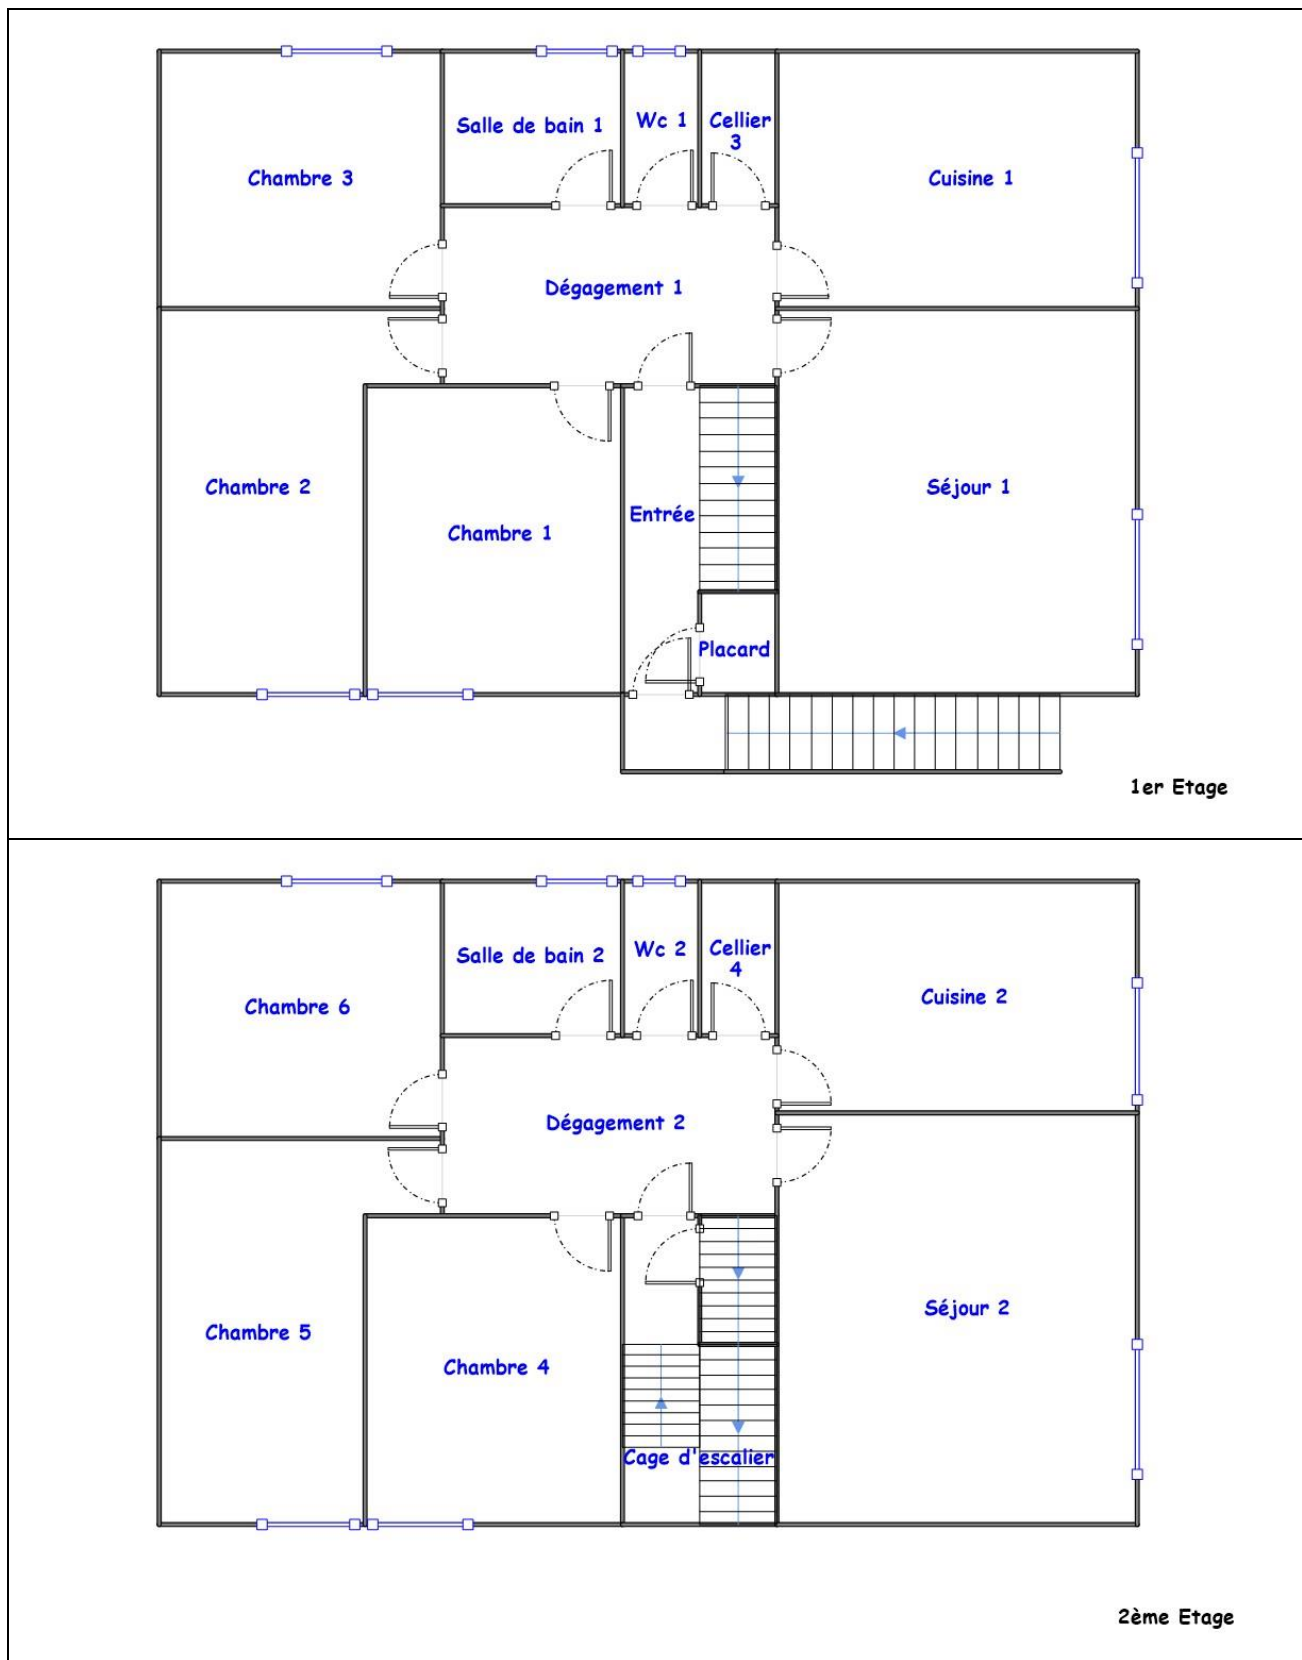 Salle de bain 1
Wc 1
Cellier
3
Chambre 3
Cuisine 1
Dégagement 1
Chambre 2
Séjour 1
Entrée
Chambre 1
Placard
1er Etage
Salle de bain 2
Wc 2
Cellier
4
Chambre 6
Cuisine 2
Dégagement 2
Séjour 2
Chambre 5
Chambre 4
Cage d'escalier
2ème Etage